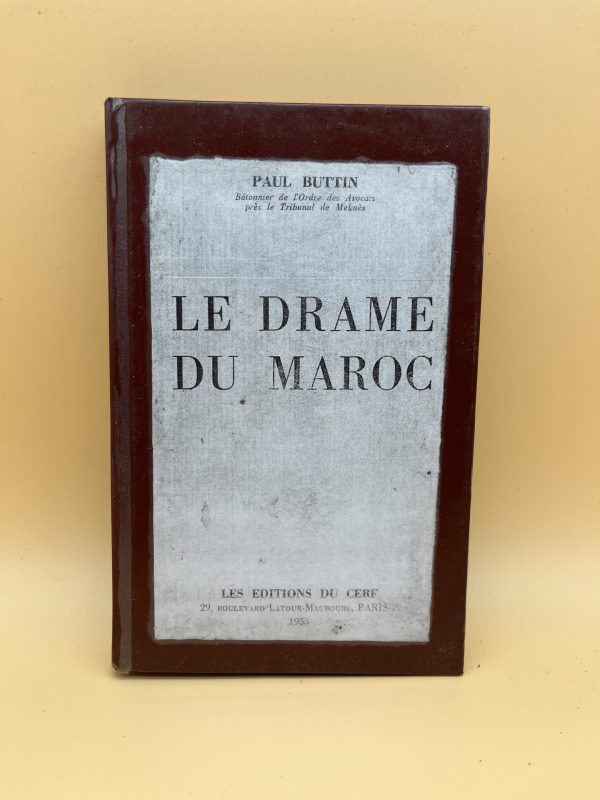 PAUL BUTTIN
Bâtonnier de l'Ordre des Avocats
près le Tribunal de Meknès
LE DRAME
DU MAROC
LES EDITIONS DU CERF
29, BOULEVARD LATOUR-MAUBOURG, PARIS
1955